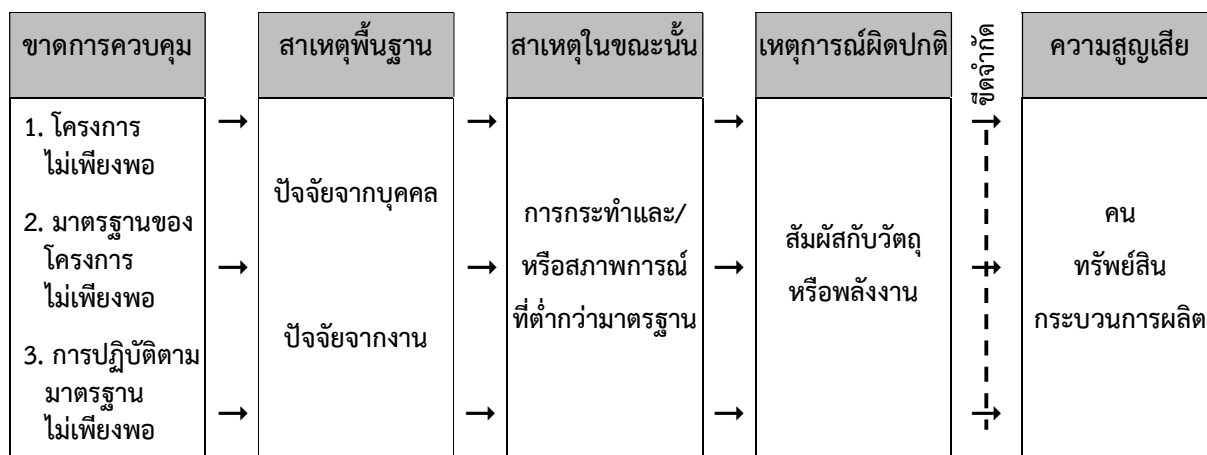 ขาดการควบคุม
1. โครงการ
ไม่เพียงพอ
2. มาตรฐานของ
โครงการ
ไม่เพียงพอ
3. การปฏิบัติตาม
มาตรฐาน
ไม่เพียงพอ
สาเหตุพื้นฐาน
ปัจจัยจากบุคคล
ปัจจัยจากงาน
สาเหตุในขณะนั้น
การกระทำและ/
หรือสภาพการณ์
ที่ต่ำกว่ามาตรฐาน
เหตุการณ์ผิดปกติ
สัมผัสกับวัตถุ
หรือพลังงาน
ขีดจำกัด
ความสูญเสีย
คน
ทรัพย์สิน
กระบวนการผลิต